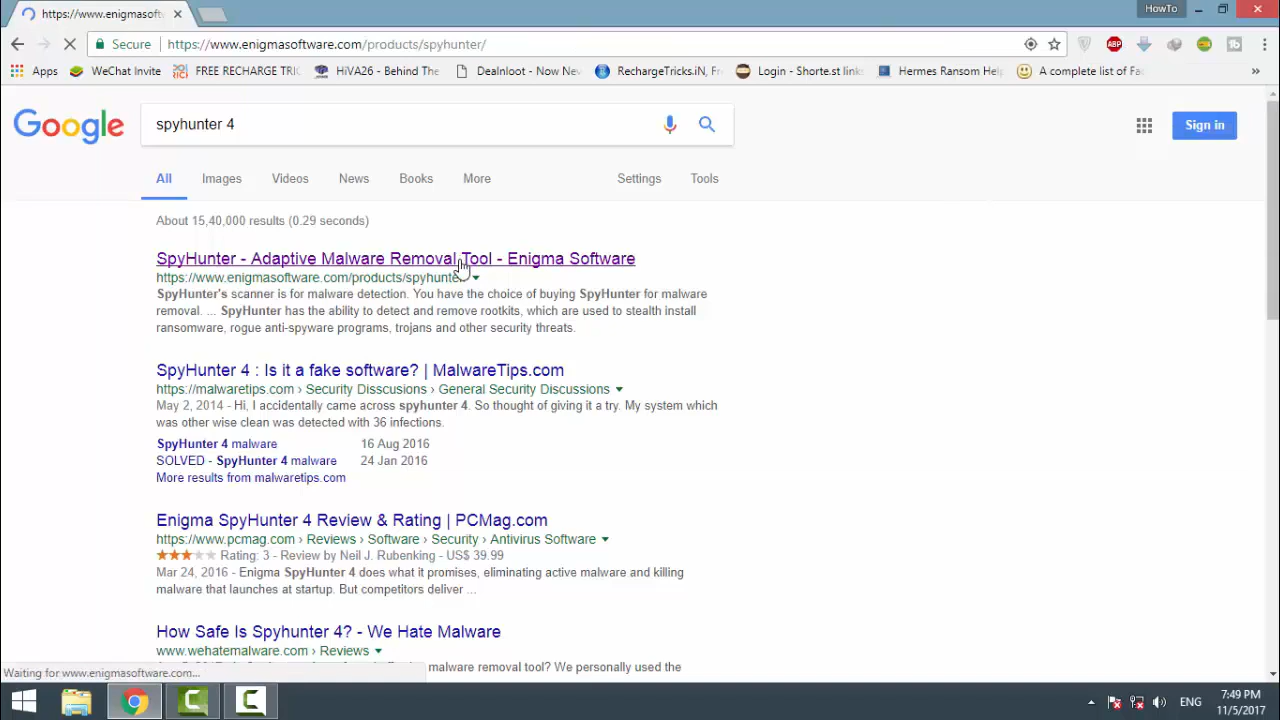 https://www.enigmasoft
HowTo
Secure https://www.enigmasoftware.com/products/spyhunter/
ABP
Apps WeChat Invite FREE RECHARGE TRIC HiVA26 - Behind The Dealnloot - Now Nev RechargeTricks.iN, Fr Login - Shorte.st links Hermes Ransom Help A complete list of Fac »
Google
spyhunter 4
Sign in
All Images Videos News Books More Settings Tools
About 15,40,000 results (0.29 seconds)
SpyHunter - Adaptive Malware Removal Tool - Enigma Software
https://www.enigmasoftware.com/products/spyhunte
SpyHunter's scanner is for malware detection. You have the choice of buying SpyHunter for malware
removal. ... SpyHunter has the ability to detect and remove rootkits, which are used to stealth install
ransomware, rogue anti-spyware programs, trojans and other security threats.
SpyHunter 4 : Is it a fake software? | MalwareTips.com
https://malwaretips.com › Security Disscusions › General Security Discussions
May 2, 2014 - Hi, I accidentally came across spyhunter 4. So thought of giving it a try. My system which
was other wise clean was detected with 36 infections.
SpyHunter 4 malware 16 Aug 2016
SOLVED - SpyHunter 4 malware 24 Jan 2016
More results from malwaretips.com
Enigma SpyHunter 4 Review & Rating | PCMag.com
https://www.pcmag.com › Reviews › Software › Security › Antivirus Software
Rating: 3 - Review by Neil J. Rubenking - US$ 39.99
Mar 24, 2016 - Enigma SpyHunter 4 does what it promises, eliminating active malware and killing
malware that launches at startup. But competitors deliver ...
How Safe Is Spyhunter 4? - We Hate Malware
www.wehatemalware.com › Reviews
malware removal tool? We personally used the
Waiting for www.enigmasoftware.com...
ENG
7:49 PM
11/5/2017